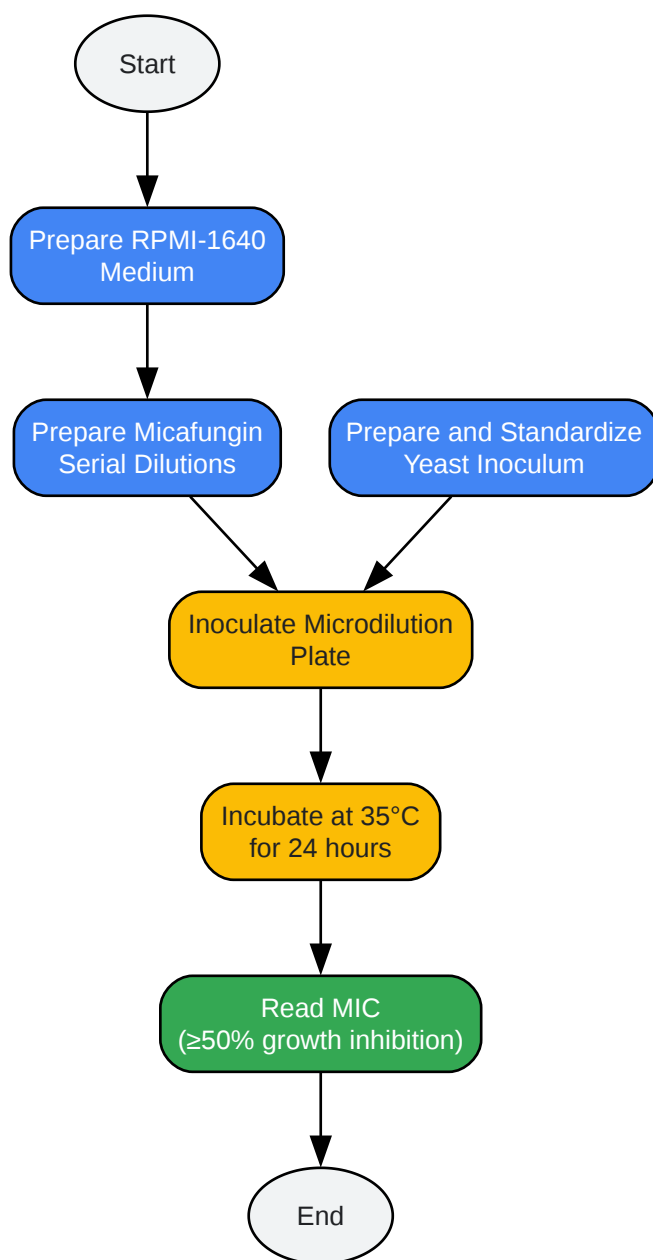 Start
Prepare RPMI-1640
Medium
Prepare Micafungin
Serial Dilutions
Prepare and Standardize
Yeast Inoculum
Inoculate Microdilution
Plate
Incubate at 35°C
for 24 hours
Read MIC
(≥50% growth inhibition)
End